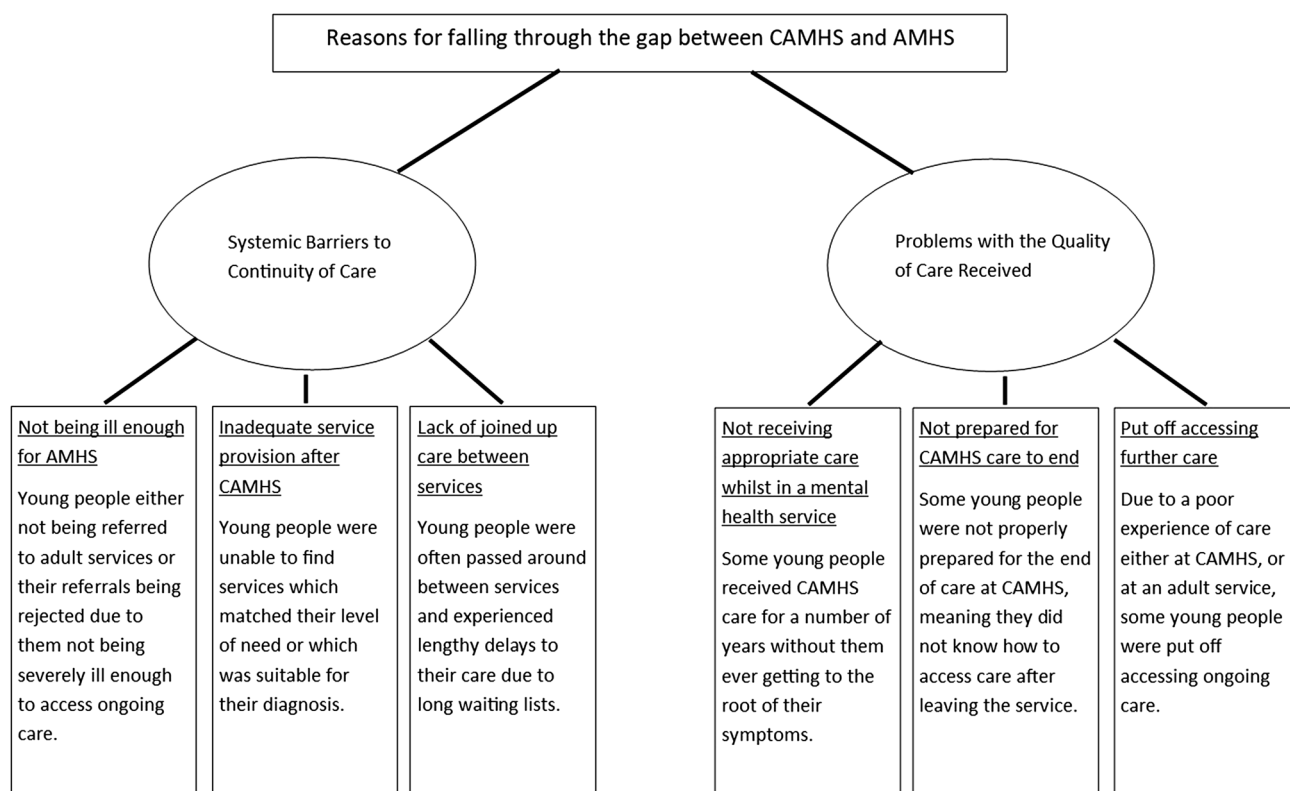 Reasons for falling through the gap between CAMHS and AMHS
Systemic Barriers to
Continuity of Care
Problems with the Quality
of Care Received
Not being ill enough
for AMHS
Young people either
not being referred
to adult services or
their referrals being
rejected due to
them not being
severely ill enough
to access ongoing
care.
Inadequate service
provision after
CAMHS
Young people were
unable to find
services which
matched their level
of need or which
was suitable for
their diagnosis.
Lack of joined up
care between
services
Young people were
often passed around
between services
and experienced
lengthy delays to
their care due to
long waiting lists.
Not receiving
appropriate care
whilst in a mental
health service
Some young people
received CAMHS
care for a number of
years without them
ever getting to the
root of their
symptoms.
Not prepared for
CAMHS care to end
Some young people
were not properly
prepared for the end
of care at CAMHS,
meaning they did
not know how to
access care after
leaving the service.
Put off accessing
further care
Due to a poor
experience of care
either at CAMHS, or
at an adult service,
some young people
were put off
accessing ongoing
care.